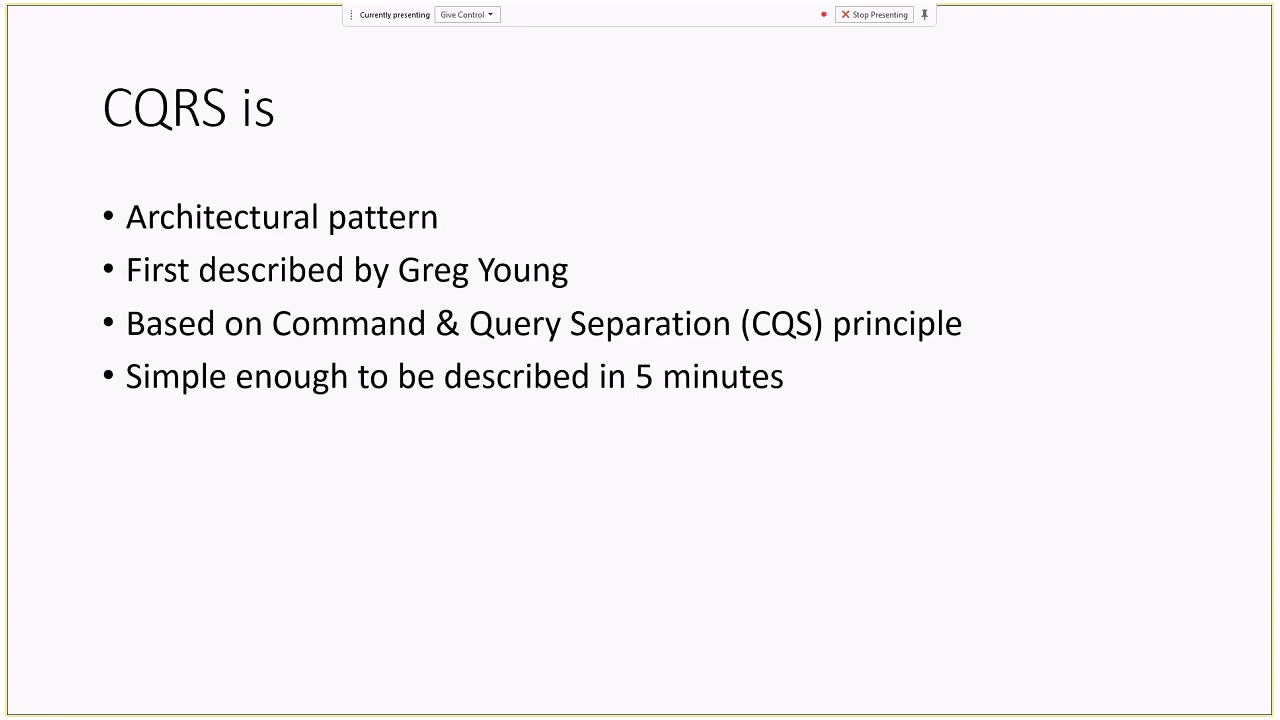 Currently presenting Give Control Stop Presenting
CQRS is
• Architectural pattern
• First described by Greg Young
• Based on Command & Query Separation (CQS) principle
• Simple enough to be described in 5 minutes